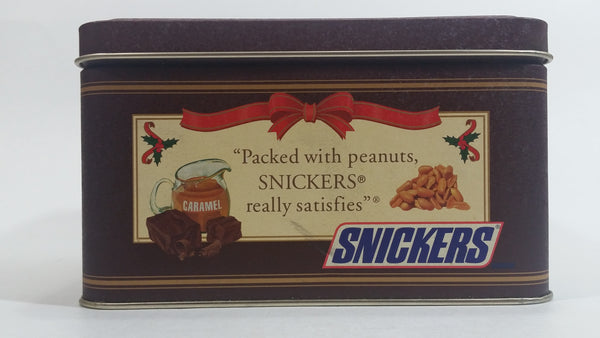 “Packed with peanuts,
SNICKERS®
really satisfies”®
CARAMEL
SNICKERS®